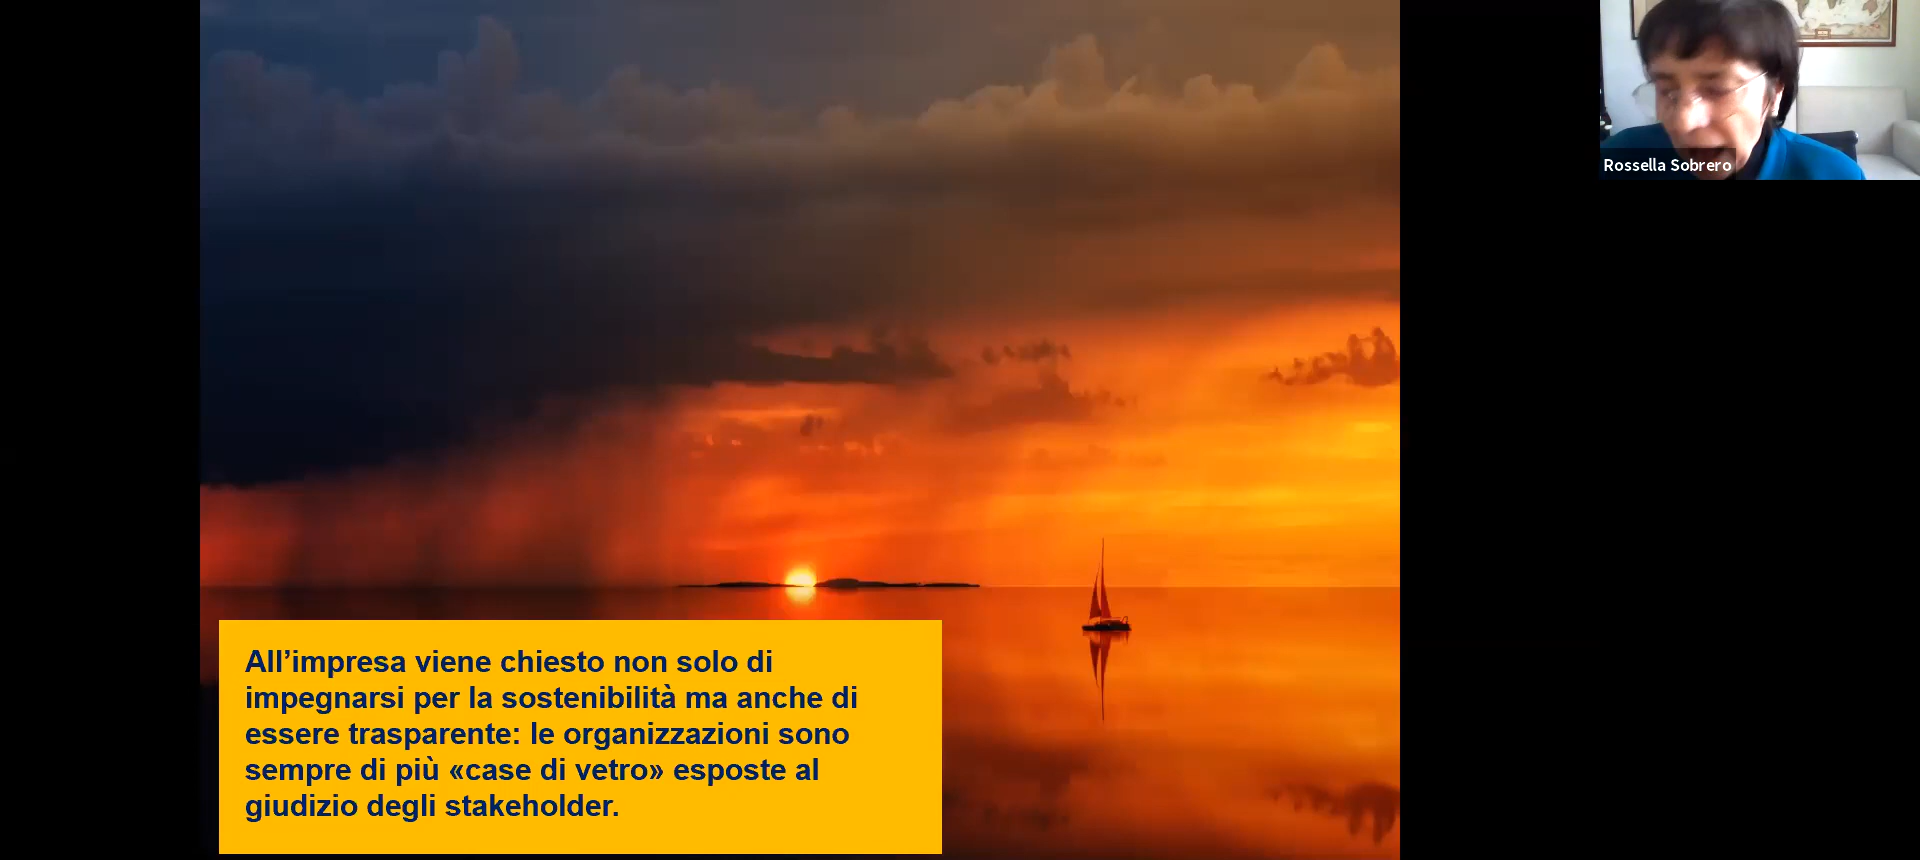 Rossella Sobrero
All’impresa viene chiesto non solo di
impegnarsi per la sostenibilità ma anche di
essere trasparente: le organizzazioni sono
sempre di più «case di vetro» esposte al
giudizio degli stakeholder.